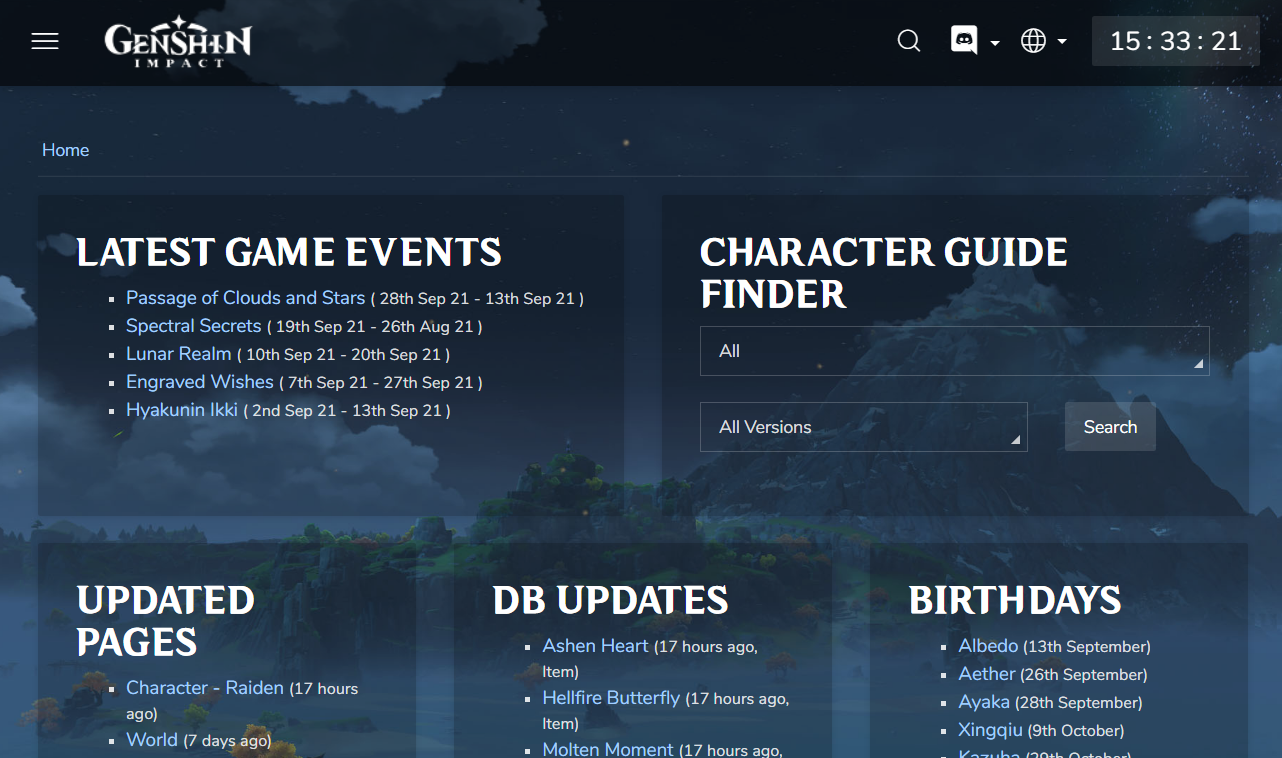 GENSHIN
IMPACT
15 : 33 : 21
Home
LATEST GAME EVENTS
Passage of Clouds and Stars ( 28th Sep 21 - 13th Sep 21 )
Spectral Secrets ( 19th Sep 21 - 26th Aug 21 )
Lunar Realm ( 10th Sep 21 - 20th Sep 21 )
Engraved Wishes ( 7th Sep 21 - 27th Sep 21 )
Hyakunin Ikki ( 2nd Sep 21 - 13th Sep 21 )
CHARACTER GUIDE
FINDER
All
All Versions
Search
UPDATED
PAGES
Character - Raiden (17 hours
ago)
World (7 days ago)
DB UPDATES
Ashen Heart (17 hours ago,
Item)
Hellfire Butterfly (17 hours ago,
Item)
Molten Moment (17 hours ago,
BIRTHDAYS
Albedo (13th September)
Aether (26th September)
Ayaka (28th September)
Xingqiu (9th October)
Kazuha (29th October)